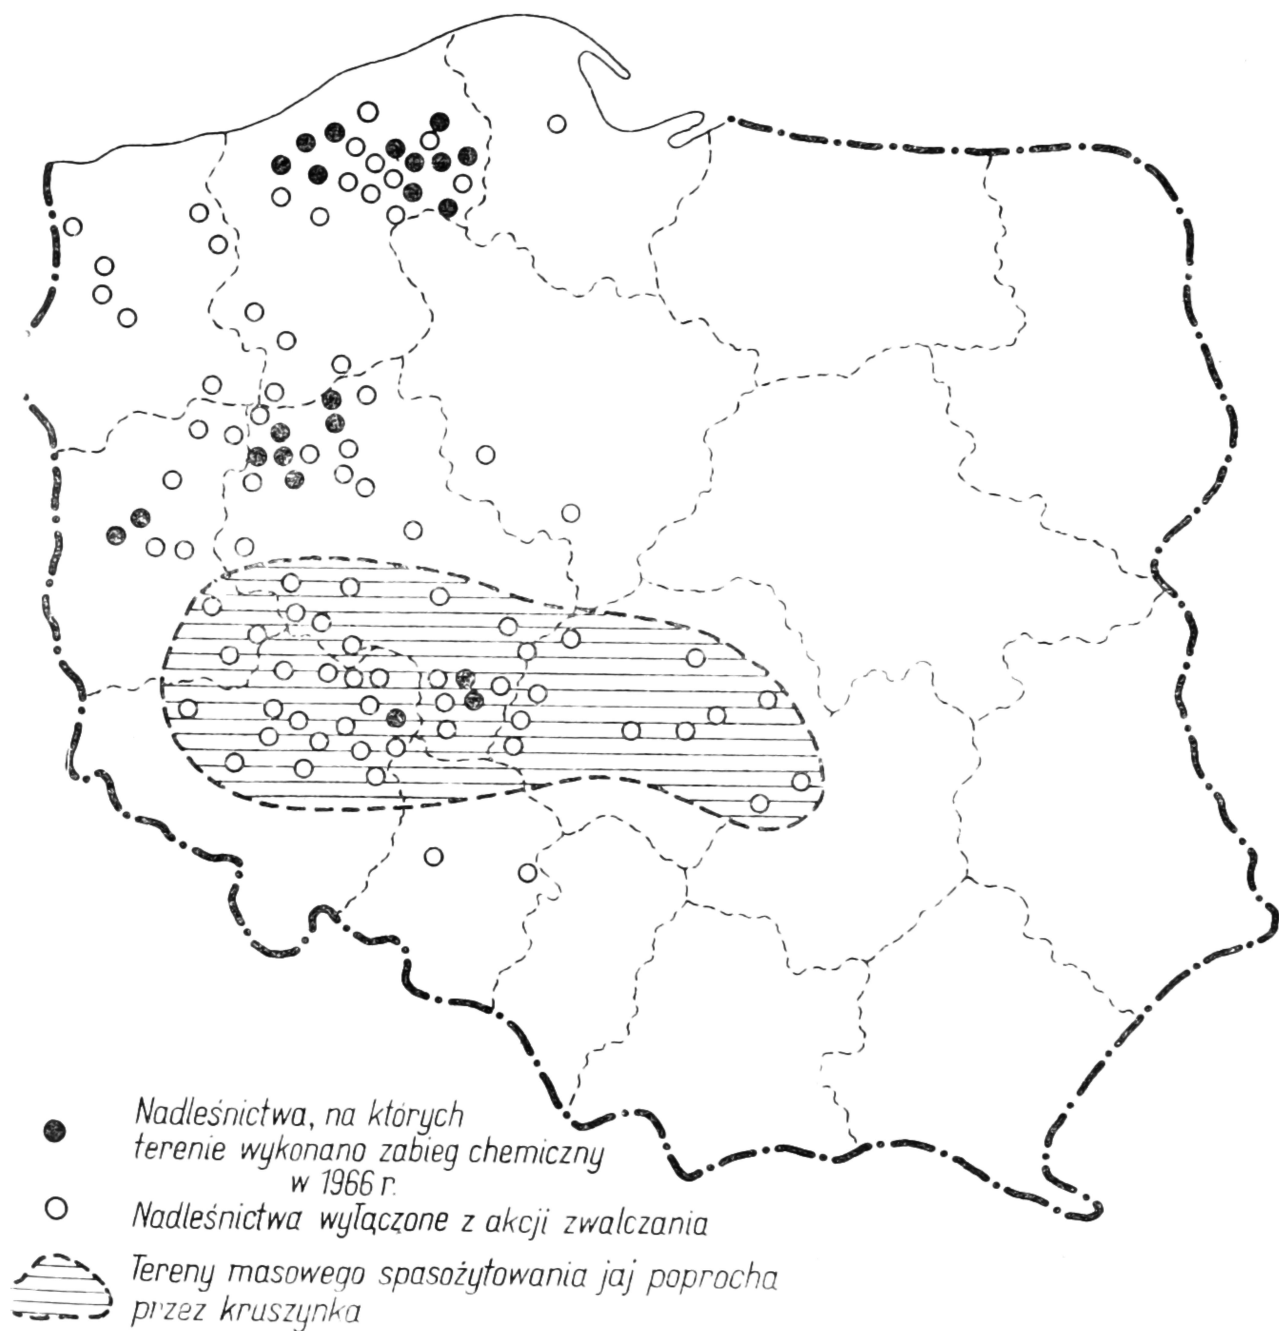 Nadleśnictwa, na których
terenie wykonano zabieg chemiczny
w 1966 r.
Nadleśnictwa wyłączone z akcji zwalczania
Tereny masowego spasożytowania jaj poprocha
przez kruszynka